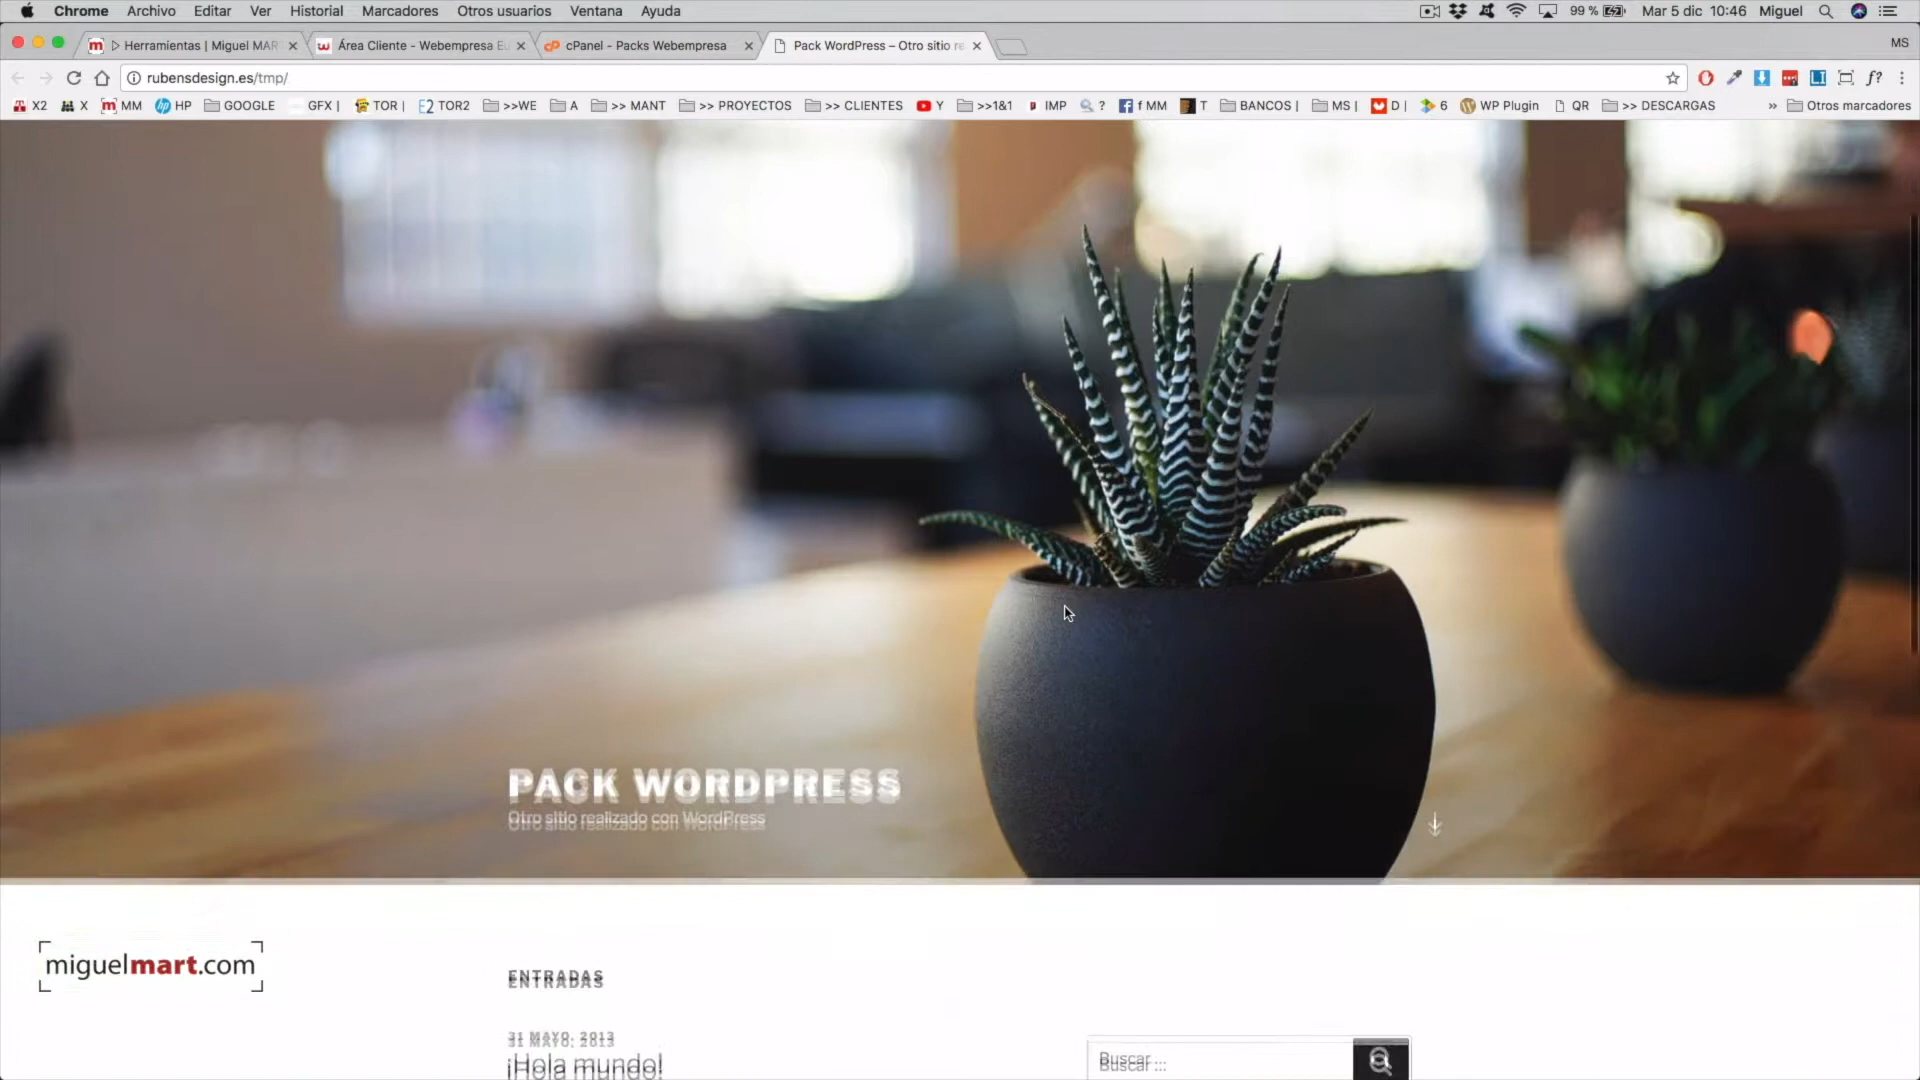 Chrome Archivo Editar Ver Historial Marcadores Otros usuarios Ventana Ayuda 99 % Mar 5 dic 10:46 Miguel
Herramientas | Miguel MAR Área Cliente - Webempresa Eu cPanel - Packs Webempresa Pack WordPress – Otro sitio re MS
rubensdesign.es/tmp/ f?
X2 X MM HP GOOGLE GFX | TOR | TOR2 >>WE A >> MANT >> PROYECTOS >> CLIENTES Y >>1&1 IMP ? f MM T BANCOS | MS | D | 6 WP Plugin QR >> DESCARGAS » Otros marcadores
PACK WORDPRESS
Otro sitio realizado con WordPress
miguelmart.com
ENTRADAS
31 MAYO, 2013
¡Hola mundo!
Buscar ...